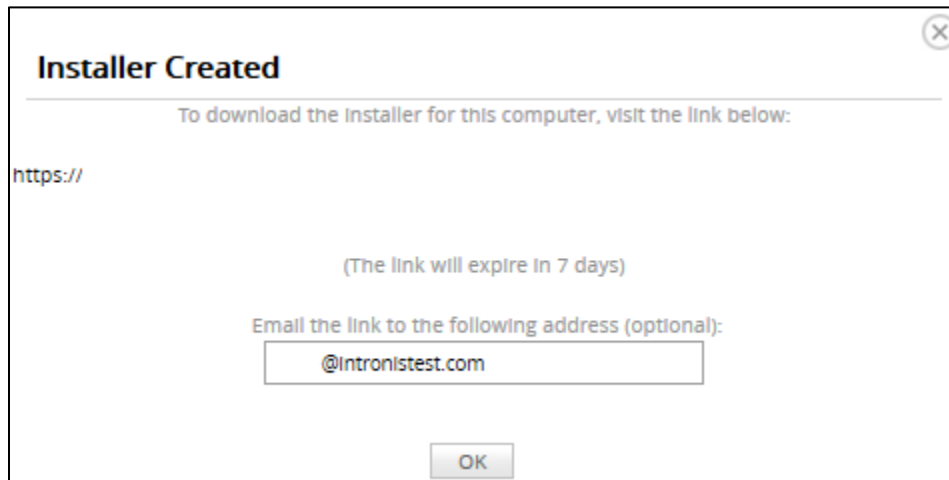 Installer Created
To download the installer for this computer, visit the link below:
https://
(The link will expire in 7 days)
Email the link to the following address (optional):
@intronistest.com
OK